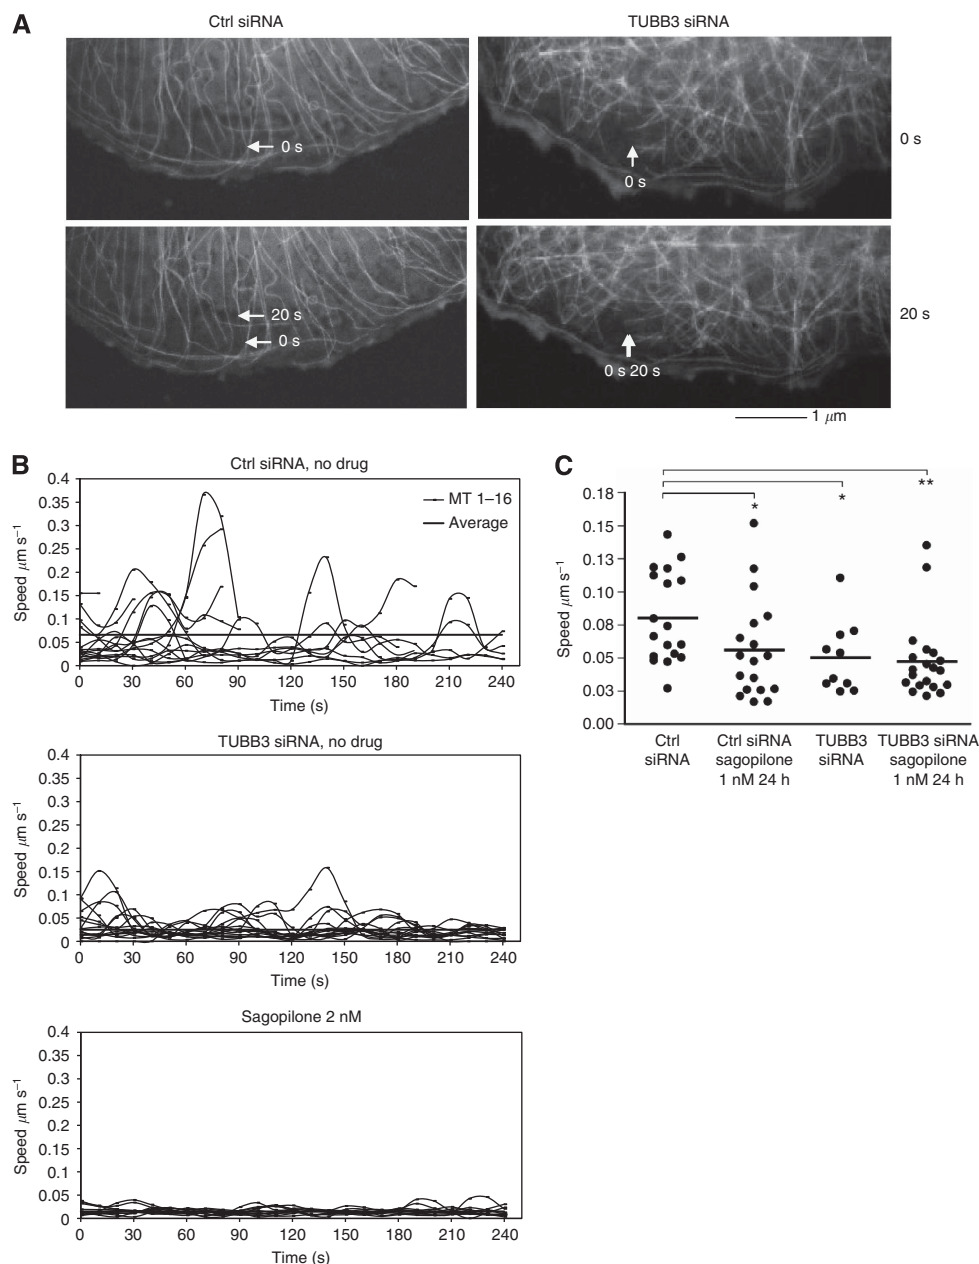 A
Ctrl siRNA
TUBB3 siRNA
0 s
0 s
0 s
20 s
0 s
0 s 20 s
20 s
1 μm
B
Ctrl siRNA, no drug
Speed μm s⁻¹
0.4
0.35
0.3
0.25
0.2
0.15
0.1
0.05
0
MT 1–16
Average
0 30 60 90 120 150 180 210 240
Time (s)
TUBB3 siRNA, no drug
Speed μm s⁻¹
0.4
0.35
0.3
0.25
0.2
0.15
0.1
0.05
0
0 30 60 90 120 150 180 210 240
Time (s)
Sagopilone 2 nM
Speed μm s⁻¹
0.4
0.35
0.3
0.25
0.2
0.15
0.1
0.05
0
0 30 60 90 120 150 180 210 240
Time (s)
C
* * **
Speed μm s⁻¹
0.18
0.15
0.13
0.10
0.08
0.05
0.03
0.00
Ctrl siRNA
Ctrl siRNA sagopilone 1 nM 24 h
TUBB3 siRNA
TUBB3 siRNA sagopilone 1 nM 24 h